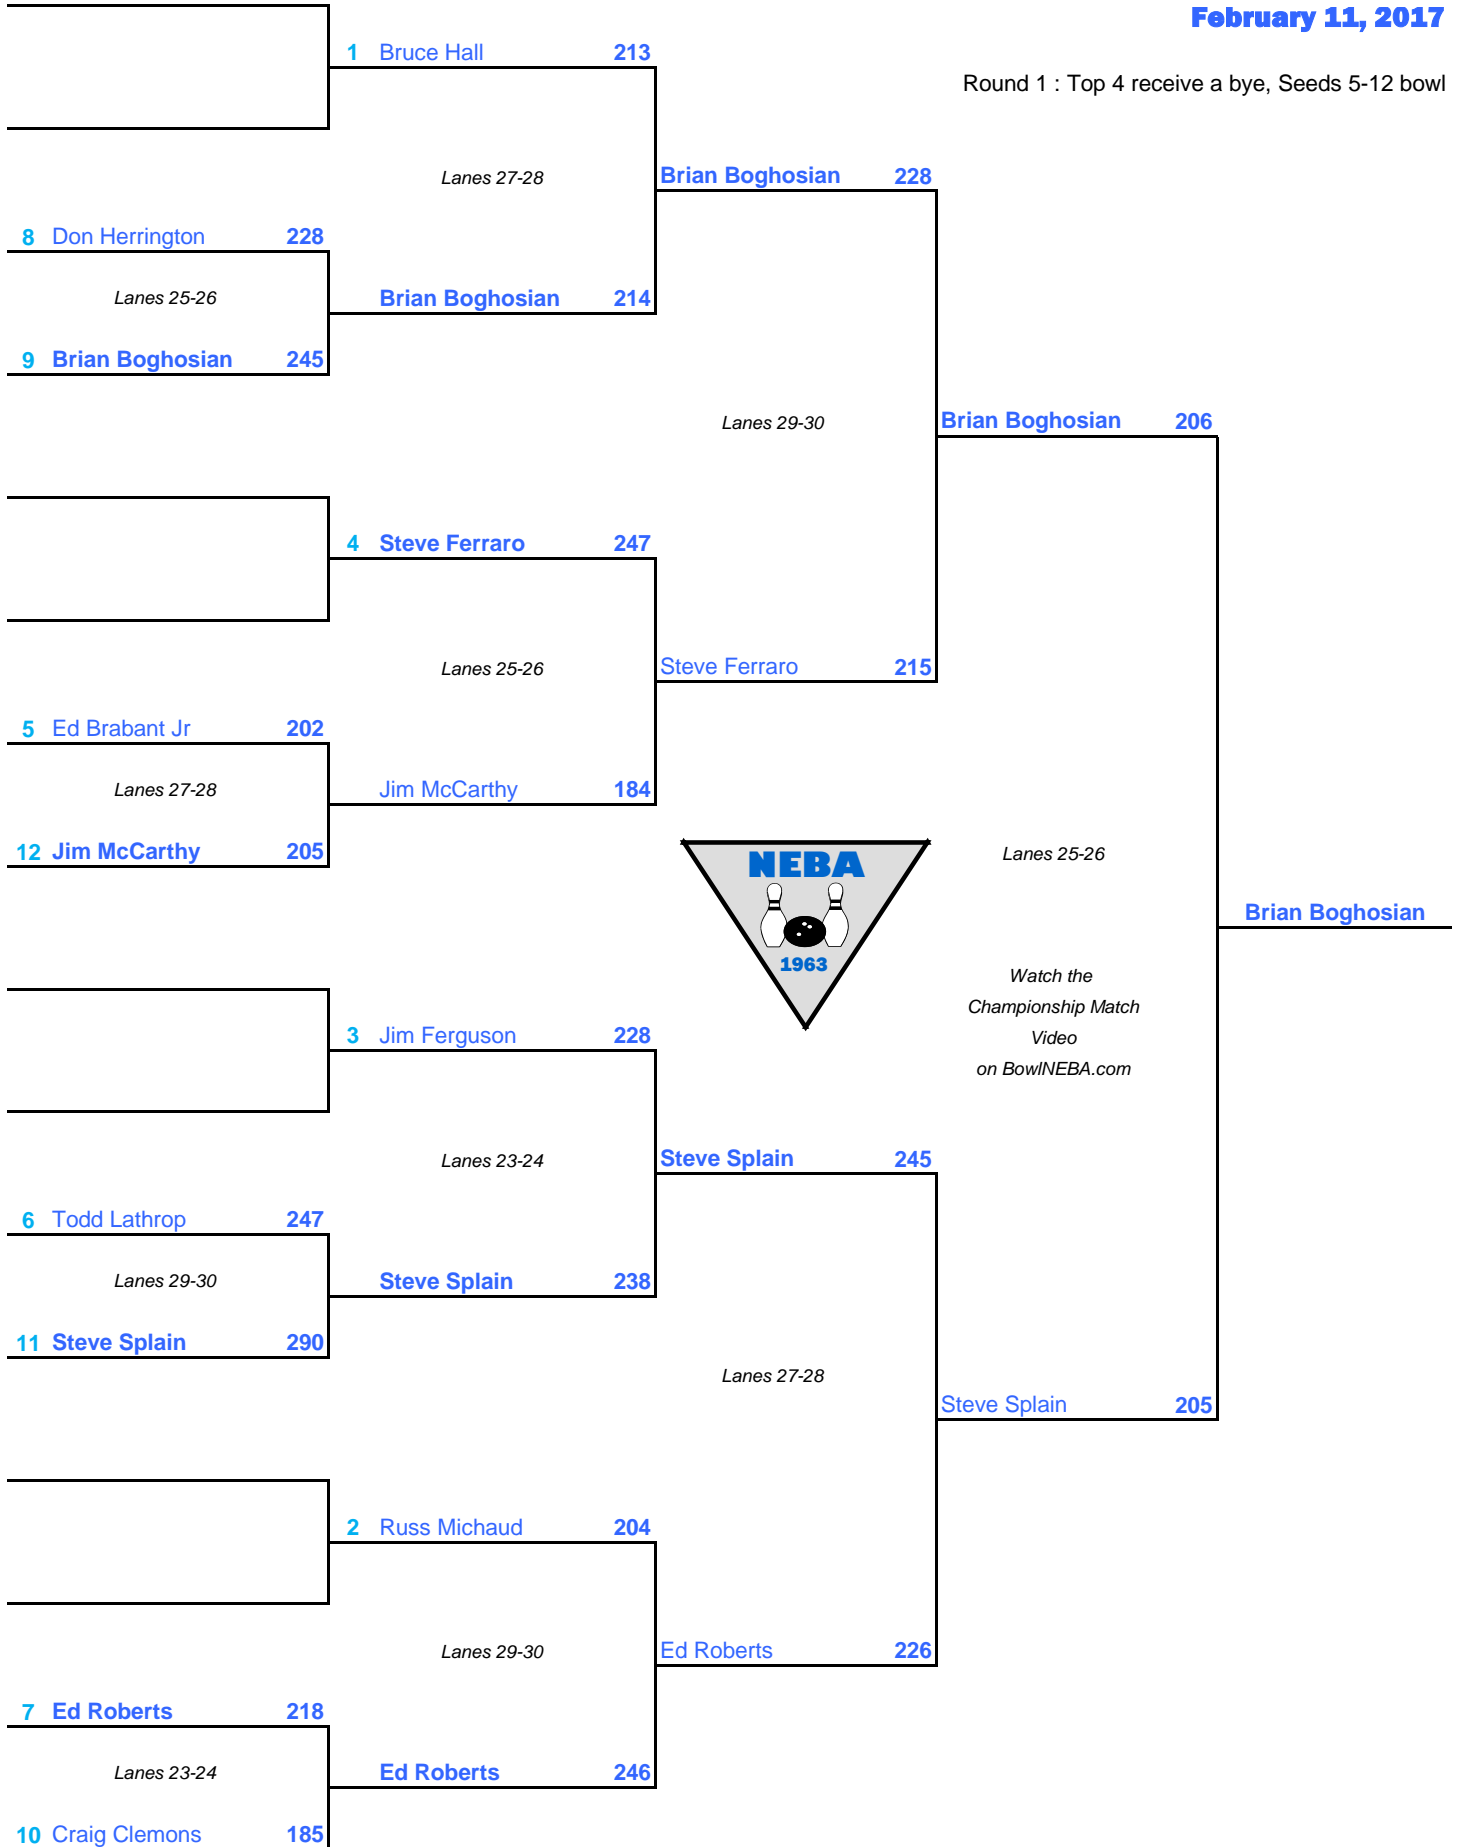 February 11, 2017
1 Bruce Hall 213
Round 1 : Top 4 receive a bye, Seeds 5-12 bowl
Lanes 27-28
Brian Boghosian 228
8 Don Herrington 228
Lanes 25-26
Brian Boghosian 214
9 Brian Boghosian 245
Lanes 29-30
Brian Boghosian 206
4 Steve Ferraro 247
Lanes 25-26
Steve Ferraro 215
5 Ed Brabant Jr 202
Lanes 27-28
Jim McCarthy 184
12 Jim McCarthy 205
NEBA
1963
Lanes 25-26
Brian Boghosian
Watch the
Championship Match
Video
on BowlNEBA.com
3 Jim Ferguson 228
Lanes 23-24
Steve Splain 245
6 Todd Lathrop 247
Lanes 29-30
Steve Splain 238
11 Steve Splain 290
Lanes 27-28
Steve Splain 205
2 Russ Michaud 204
Lanes 29-30
Ed Roberts 226
7 Ed Roberts 218
Lanes 23-24
Ed Roberts 246
10 Craig Clemons 185